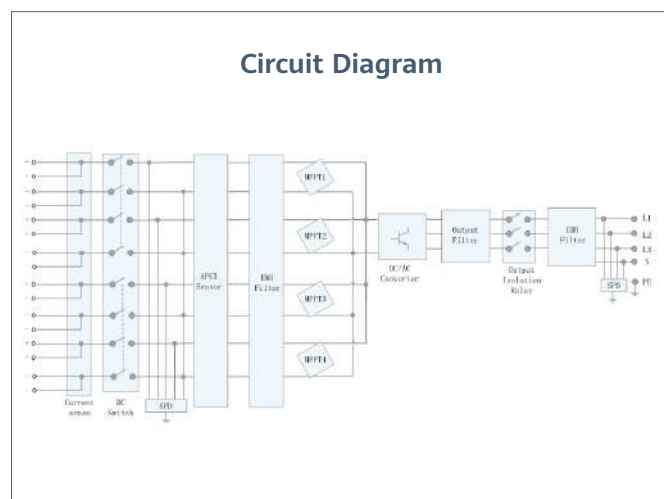 Circuit Diagram
MPPT1
MPPT2
MPPT3
MPPT4
AFCI
Sensor
EMI
Filter
DC/AC
Converter
Output
Filter
Output
Isolation
Relay
EMI
Filter
L1
L2
L3
N
PE
SPD
SPD
Current
sense
DC
Switch